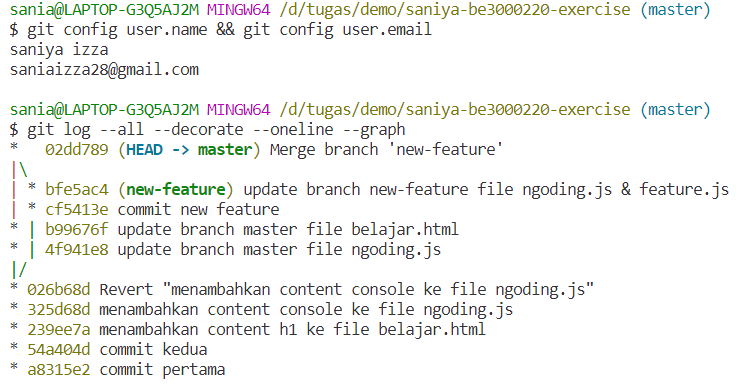 sania@LAPTOP-G3Q5AJ2M MINGW64 /d/tugas/demo/saniya-be3000220-exercise (master)
$ git config user.name && git config user.email
saniya izza
saniaizza28@gmail.com

sania@LAPTOP-G3Q5AJ2M MINGW64 /d/tugas/demo/saniya-be3000220-exercise (master)
$ git log --all --decorate --oneline --graph
*   02dd789 (HEAD -> master) Merge branch 'new-feature'
|\
| * bfe5ac4 (new-feature) update branch new-feature file ngoding.js & feature.js
| * cf5413e commit new feature
* | b99676f update branch master file belajar.html
* | 4f941e8 update branch master file ngoding.js
|/
* 026b68d Revert "menambahkan content console ke file ngoding.js"
* 325d68d menambahkan content console ke file ngoding.js
* 239ee7a menambahkan content h1 ke file belajar.html
* 54a404d commit kedua
* a8315e2 commit pertama